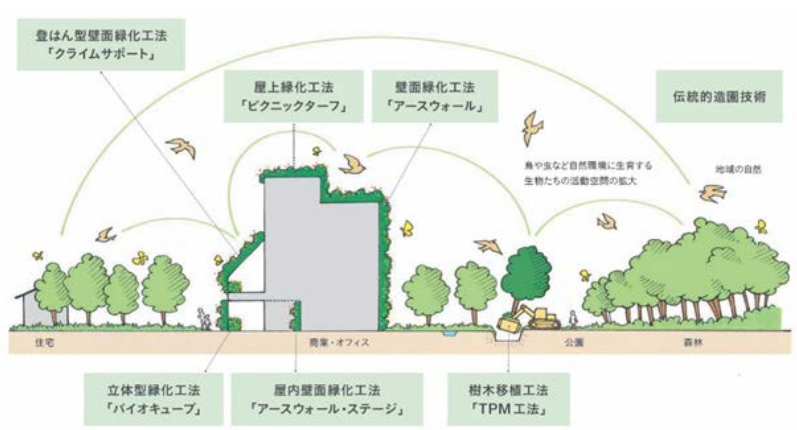 登はん型壁面緑化工法
「クライムサポート」
屋上緑化工法
「ピクニックターフ」
壁面緑化工法
「アースウォール」
伝統的造園技術
鳥や虫など自然環境に生育する
生物たちの活動空間の拡大
地域の自然
住宅
商業・オフィス
公園
森林
立体型緑化工法
「バイオキューブ」
屋内壁面緑化工法
「アースウォール・ステージ」
樹木移植工法
「TPM工法」